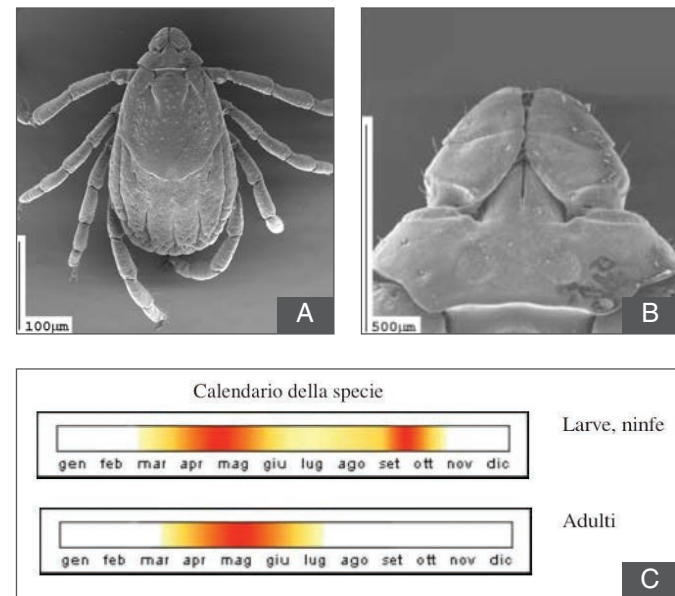 100μm
A
500μm
B
Calendario della specie
Larve, ninfe
gen feb mar apr mag giu lug ago set ott nov dic
Adulti
gen feb mar apr mag giu lug ago set ott nov dic
C